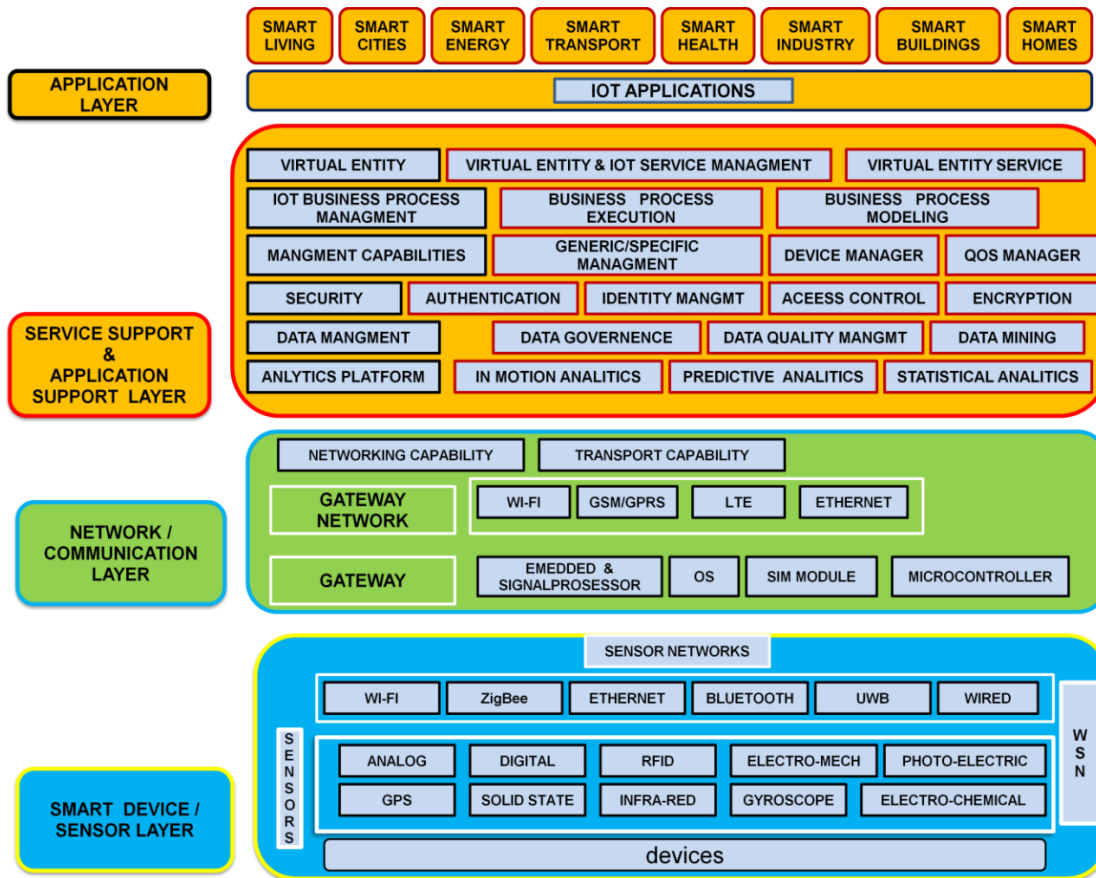 SMART LIVING
SMART CITIES
SMART ENERGY
SMART TRANSPORT
SMART HEALTH
SMART INDUSTRY
SMART BUILDINGS
SMART HOMES
APPLICATION
LAYER
IOT APPLICATIONS
VIRTUAL ENTITY
VIRTUAL ENTITY & IOT SERVICE MANAGMENT
VIRTUAL ENTITY SERVICE
IOT BUSINESS PROCESS
MANAGMENT
BUSINESS PROCESS
EXECUTION
BUSINESS PROCESS
MODELING
MANGMENT CAPABILITIES
GENERIC/SPECIFIC
MANAGMENT
DEVICE MANAGER
QOS MANAGER
SECURITY
AUTHENTICATION
IDENTITY MANGMT
ACEESS CONTROL
ENCRYPTION
SERVICE SUPPORT
&
APPLICATION
SUPPORT LAYER
DATA MANGMENT
DATA GOVERNENCE
DATA QUALITY MANGMT
DATA MINING
ANLYTICS PLATFORM
IN MOTION ANALITICS
PREDICTIVE ANALITICS
STATISTICAL ANALITICS
NETWORKING CAPABILITY
TRANSPORT CAPABILITY
GATEWAY
NETWORK
WI-FI
GSM/GPRS
LTE
ETHERNET
NETWORK /
COMMUNICATION
LAYER
GATEWAY
EMEDDED &
SIGNALPROSESSOR
OS
SIM MODULE
MICROCONTROLLER
SENSOR NETWORKS
WI-FI
ZigBee
ETHERNET
BLUETOOTH
UWB
WIRED
SENSORS
WSN
ANALOG
DIGITAL
RFID
ELECTRO-MECH
PHOTO-ELECTRIC
GPS
SOLID STATE
INFRA-RED
GYROSCOPE
ELECTRO-CHEMICAL
SMART DEVICE /
SENSOR LAYER
devices